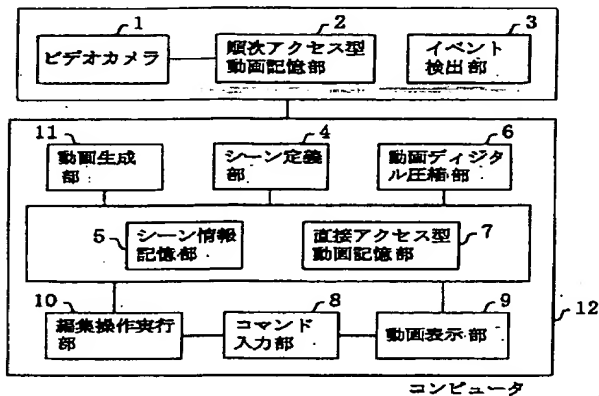 1
ビデオカメラ
2
順次アクセス型
動画記憶部
3
イベント
検出部
11
動画生成
部
4
シーン定義
部
6
動画ディジタ
ル圧縮部
5
シーン情報
記憶部
直接アクセス型
動画記憶部
7
10
編集操作実行
部
8
コマンド
入力部
9
動画表示部
12
コンピュータ